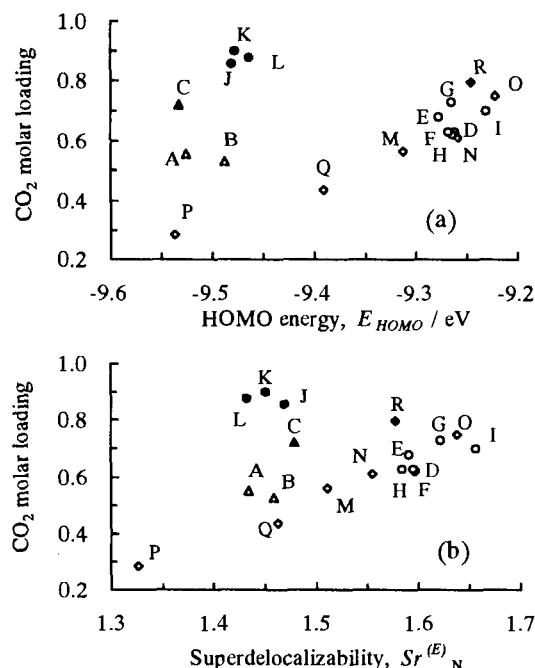 1.0
K
L
J
C
0.8
R
O
G
E
0.6
A
B
M
F
D
I
H
N
0.4
Q
P
(a)
0.2
-9.6 -9.5 -9.4 -9.3 -9.2
HOMO energy, E HOMO / eV
CO2 molar loading
1.0
K
J
L
C
0.8
R
G O
I
E
N
0.6
A
B
D
H F
M
0.4
Q
P
(b)
0.2
1.3 1.4 1.5 1.6 1.7
Superdelocalizability, Sr (E) N
CO2 molar loading